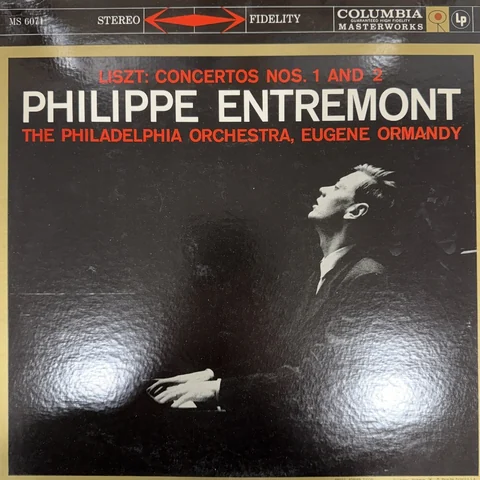 MS 6071
STEREO FIDELITY
COLUMBIA
GUARANTEED HIGH FIDELITY
MASTERWORKS
LP
LISZT: CONCERTOS NOS. 1 AND 2
PHILIPPE ENTREMONT
THE PHILADELPHIA ORCHESTRA, EUGENE ORMANDY